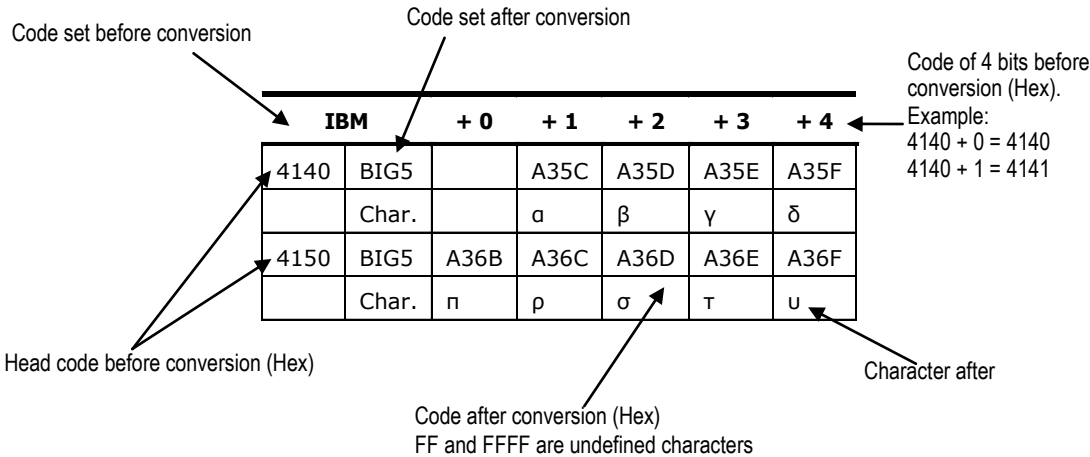 Code set before conversion
Code set after conversion
Code of 4 bits before
conversion (Hex).
Example:
4140 + 0 = 4140
4140 + 1 = 4141
IBM + 0 + 1 + 2 + 3 + 4
4140 BIG5 A35C A35D A35E A35F
Char. α β γ δ
4150 BIG5 A36B A36C A36D A36E A36F
Char. π ρ σ τ υ
Head code before conversion (Hex)
Character after
Code after conversion (Hex)
FF and FFFF are undefined characters